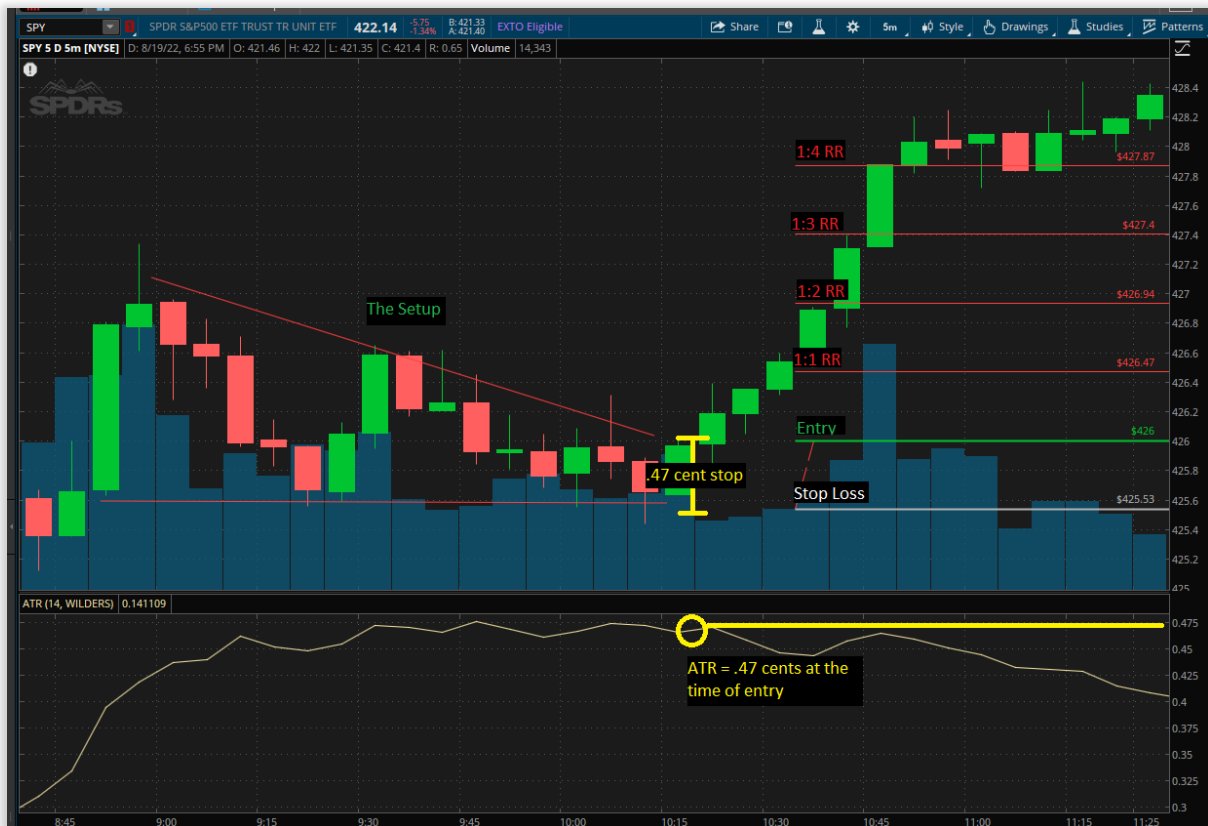 SPY
SPDR S&P500 ETF TRUST TR UNIT ETF
422.14
-5.75
-1.34%
B: 421.33
A: 421.40
EXTO Eligible
Share
5m
Style
Drawings
Studies
Patterns
SPY 5 D 5m [NYSE] D: 8/19/22, 6:55 PM O: 421.46 H: 422 L: 421.35 C: 421.4 R: 0.65 Volume 14,343
SPDRs
428.4
428.2
428
427.8
427.6
427.4
427.2
427
426.8
426.6
426.4
426.2
426
425.8
425.6
425.4
425.2
425
1:4 RR
$427.87
1:3 RR
$427.4
1:2 RR
$426.94
The Setup
1:1 RR
$426.47
Entry
$426
.47 cent stop
Stop Loss
$425.53
ATR (14, WILDERS) 0.141109
0.475
0.45
0.425
0.4
0.375
0.35
0.325
0.3
ATR = .47 cents at the
time of entry
8:45 9:00 9:15 9:30 9:45 10:00 10:15 10:30 10:45 11:00 11:15 11:25